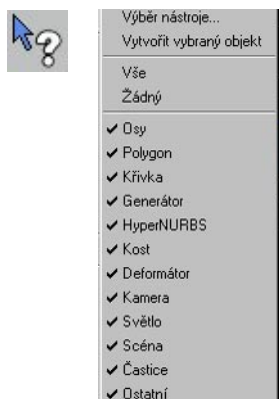 Výběr nástroje...
Vytvořit vybraný objekt
Vše
Žádný
Osy
Polygon
Křivka
Generátor
HyperNURBS
Kost
Deformátor
Kamera
Světlo
Scéna
Částice
Ostatní